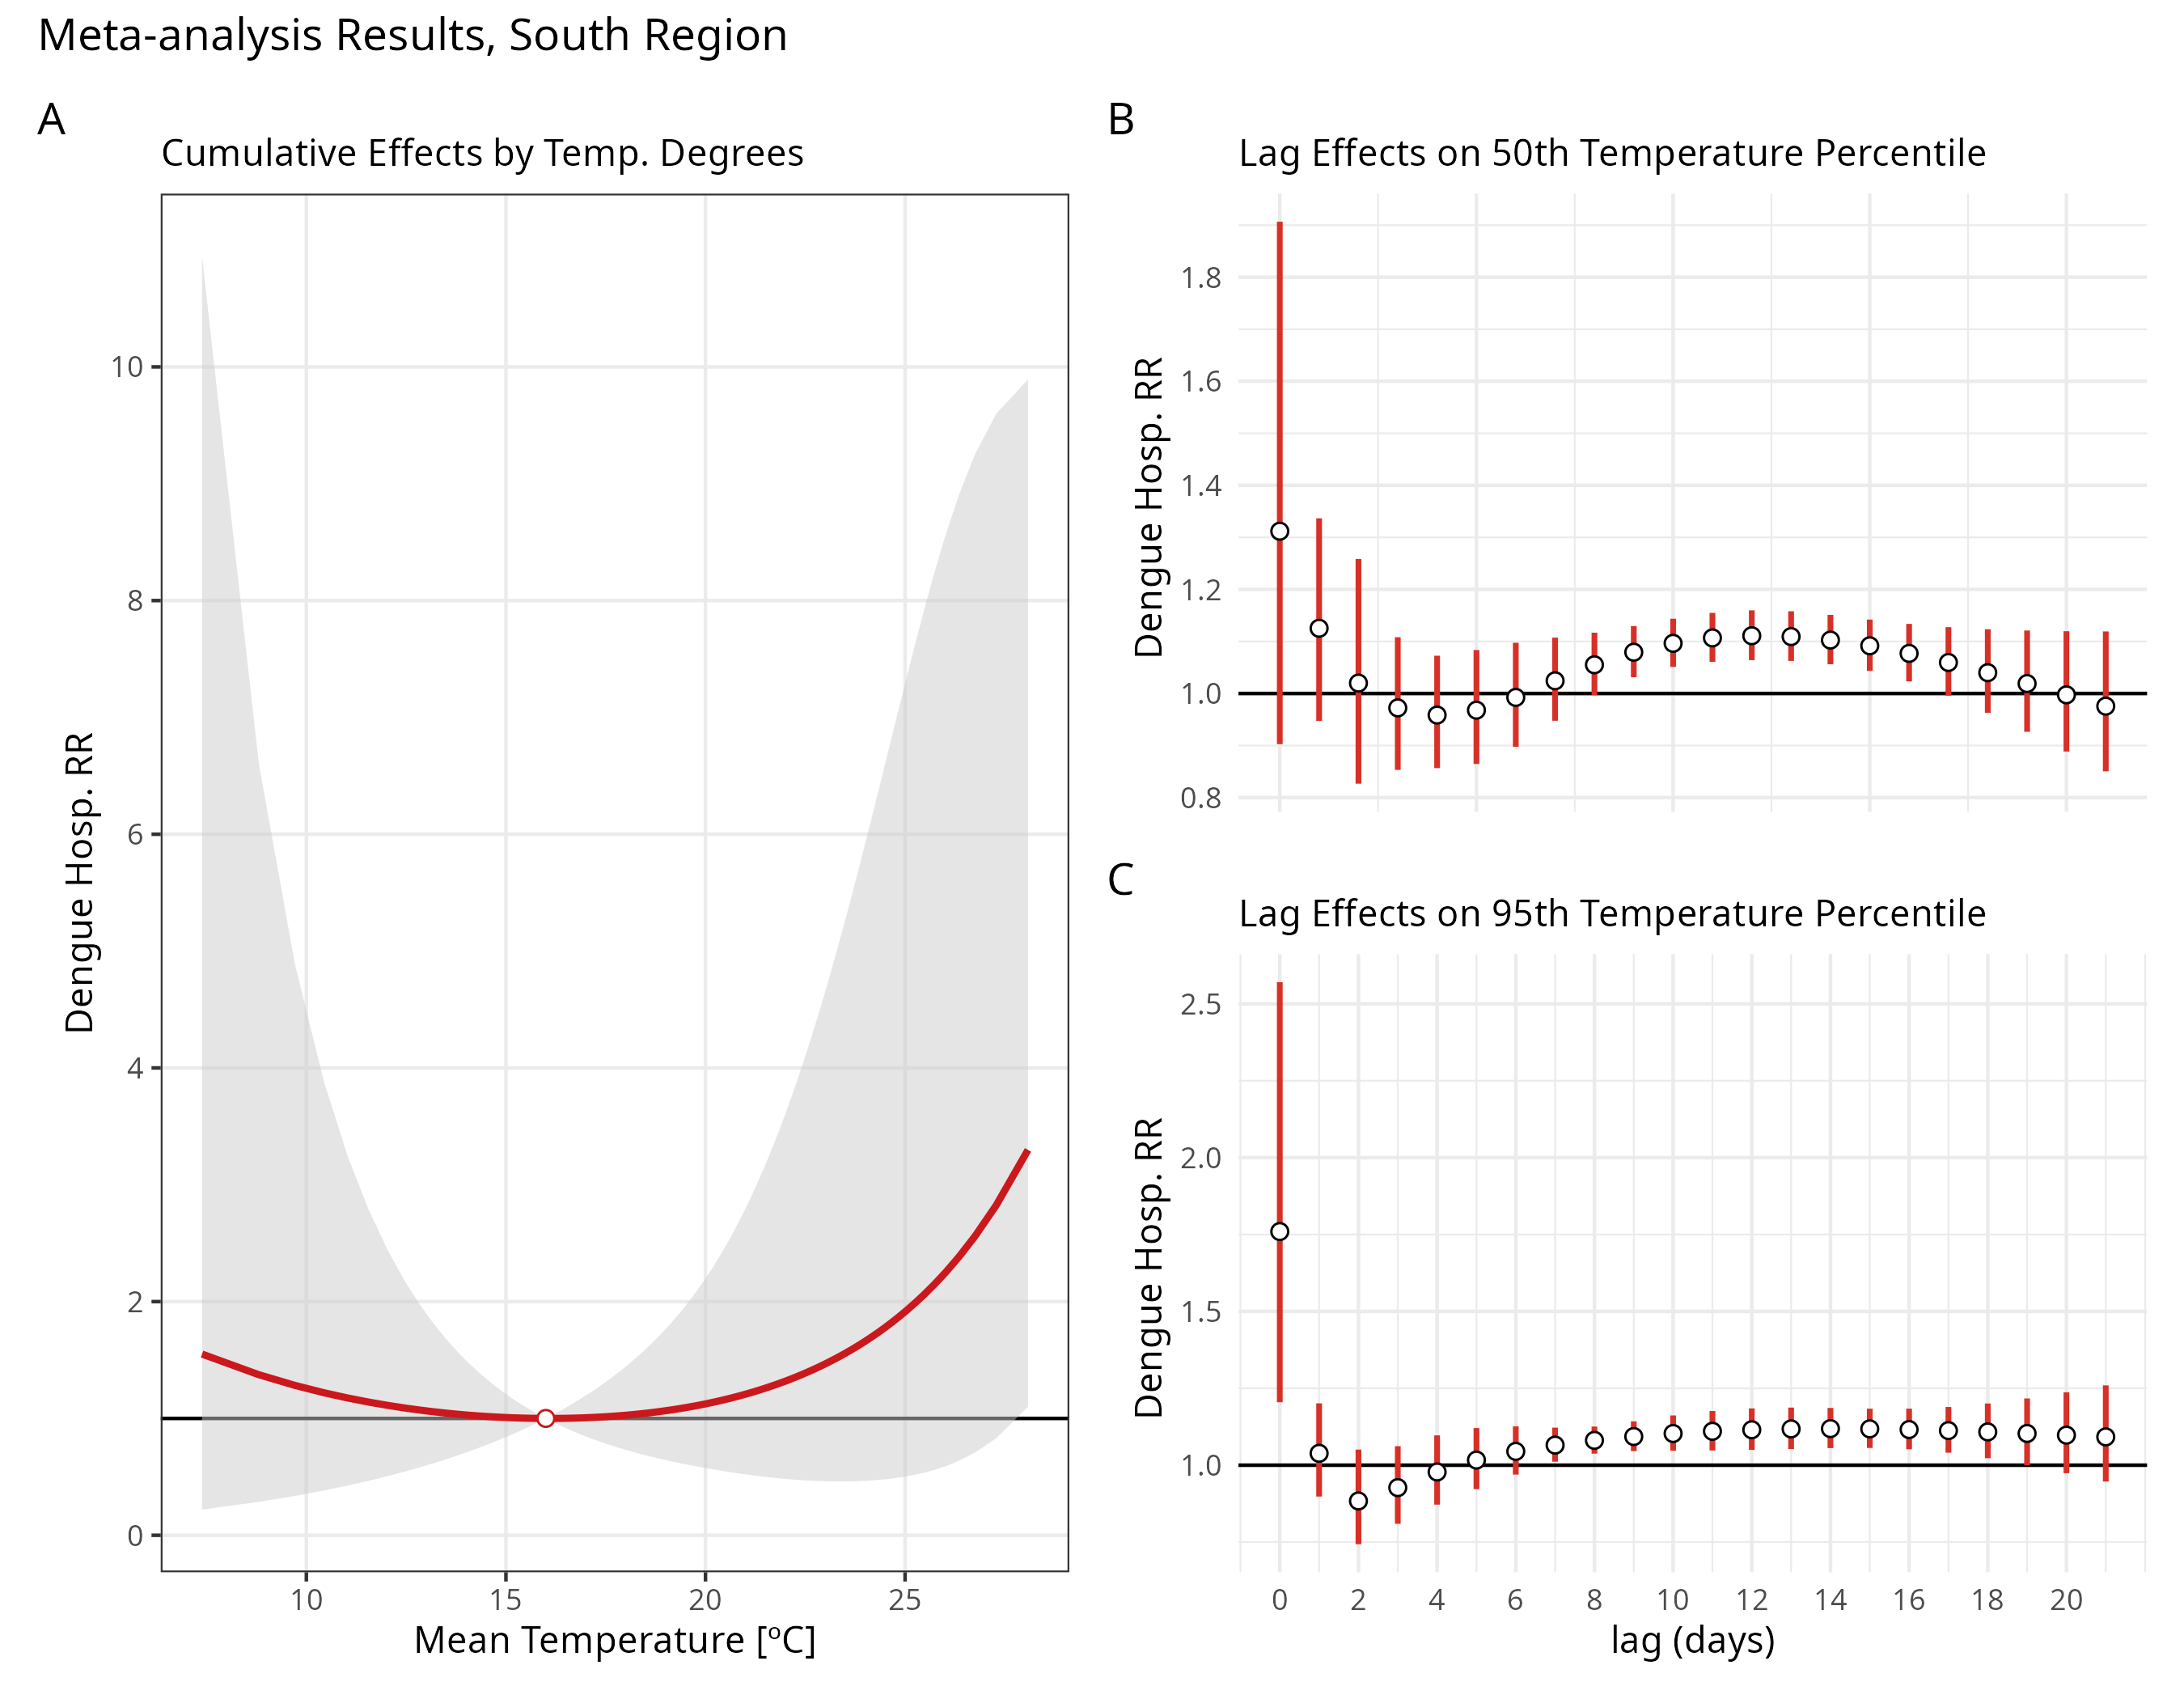 Meta-analysis Results, South Region
A
Cumulative Effects by Temp. Degrees
Dengue Hosp. RR
10
8
6
4
2
0
10 15 20 25
Mean Temperature [ºC]
B
Lag Effects on 50th Temperature Percentile
Dengue Hosp. RR
1.8
1.6
1.4
1.2
1.0
0.8
C
Lag Effects on 95th Temperature Percentile
Dengue Hosp. RR
2.5
2.0
1.5
1.0
0 2 4 6 8 10 12 14 16 18 20
lag (days)